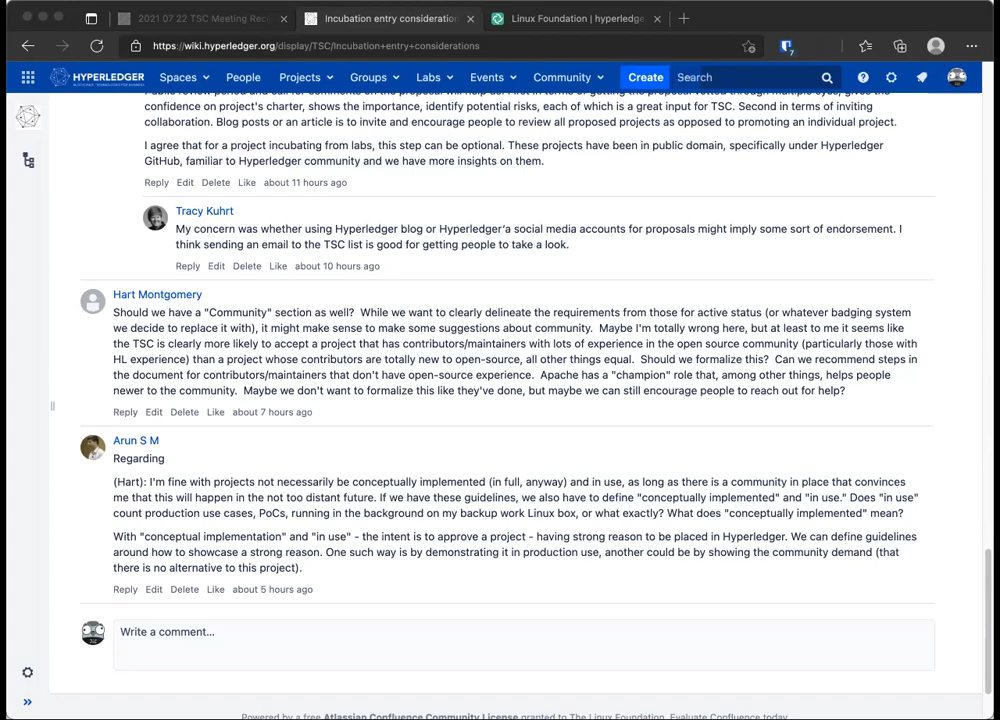 2021 07 22 TSC Meeting Rec
Incubation entry consideration
Linux Foundation | hyperledge
https://wiki.hyperledger.org/display/TSC/Incubation+entry+considerations
7
HYPERLEDGER
Spaces
People
Projects
Groups
Labs
Events
Community
Create
Search
confidence on project's charter, shows the importance, identify potential risks, each of which is a great input for TSC. Second in terms of inviting
collaboration. Blog posts or an article is to invite and encourage people to review all proposed projects as opposed to promoting an individual project.
I agree that for a project incubating from labs, this step can be optional. These projects have been in public domain, specifically under Hyperledger
GitHub, familiar to Hyperledger community and we have more insights on them.
Reply Edit Delete Like about 11 hours ago
Tracy Kuhrt
My concern was whether using Hyperledger blog or Hyperledger'a social media accounts for proposals might imply some sort of endorsement. I
think sending an email to the TSC list is good for getting people to take a look.
Reply Edit Delete Like about 10 hours ago
Hart Montgomery
Should we have a "Community" section as well? While we want to clearly delineate the requirements from those for active status (or whatever badging system
we decide to replace it with), it might make sense to make some suggestions about community. Maybe I'm totally wrong here, but at least to me it seems like
the TSC is clearly more likely to accept a project that has contributors/maintainers with lots of experience in the open source community (particularly those with
HL experience) than a project whose contributors are totally new to open-source, all other things equal. Should we formalize this? Can we recommend steps in
the document for contributors/maintainers that don't have open-source experience. Apache has a "champion" role that, among other things, helps people
newer to the community. Maybe we don't want to formalize this like they've done, but maybe we can still encourage people to reach out for help?
Reply Edit Delete Like about 7 hours ago
Arun S M
Regarding
(Hart): I'm fine with projects not necessarily be conceptually implemented (in full, anyway) and in use, as long as there is a community in place that convinces
me that this will happen in the not too distant future. If we have these guidelines, we also have to define "conceptually implemented" and "in use." Does "in use"
count production use cases, PoCs, running in the background on my backup work Linux box, or what exactly? What does "conceptually implemented" mean?
With "conceptual implementation" and "in use" - the intent is to approve a project - having strong reason to be placed in Hyperledger. We can define guidelines
around how to showcase a strong reason. One such way is by demonstrating it in production use, another could be by showing the community demand (that
there is no alternative to this project).
Reply Edit Delete Like about 5 hours ago
Write a comment...
Powered by a free Atlassian Confluence Community License granted to The Linux Foundation. Evaluate Confluence today.